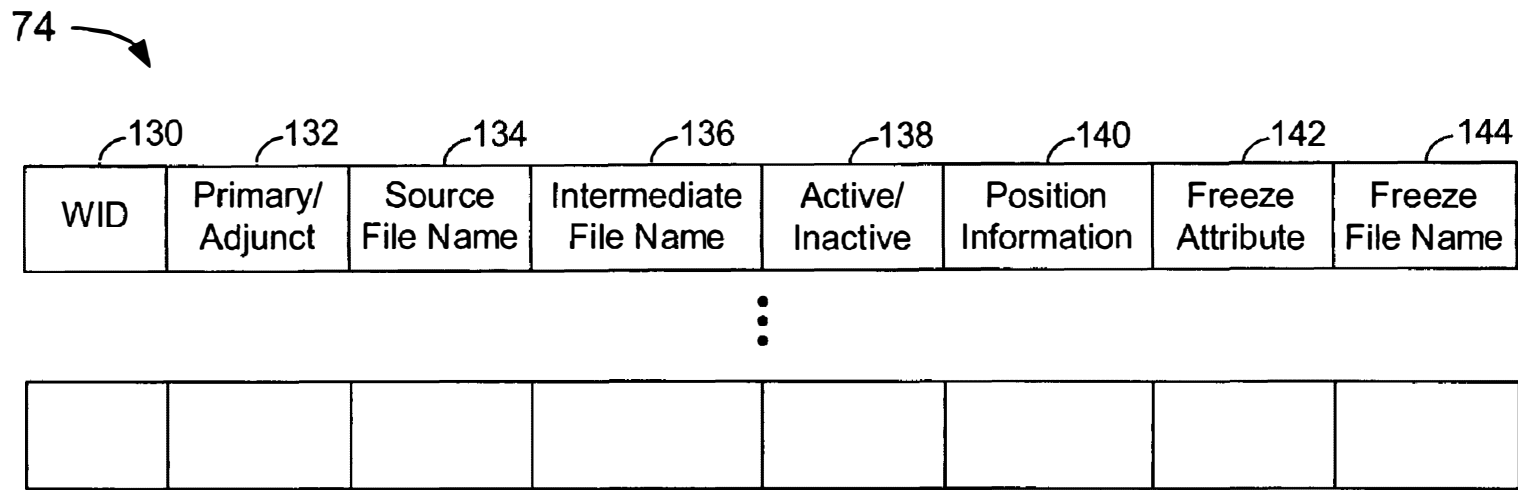 74
130 132 134 136 138 140 142 144
WID Primary/ Source Intermediate Active/ Position Freeze Freeze
Adjunct File Name File Name Inactive Information Attribute File Name